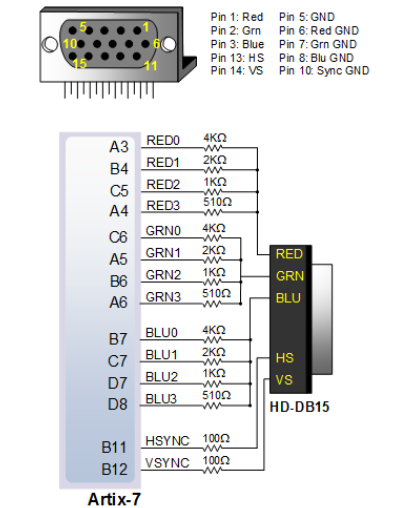 5 1
10 6
15 11
Pin 1: Red Pin 5: GND
Pin 2: Grn Pin 6: Red GND
Pin 3: Blue Pin 7: Grn GND
Pin 13: HS Pin 8: Blu GND
Pin 14: VS Pin 10: Sync GND
A3 RED0 4KΩ
B4 RED1 2KΩ
C5 RED2 1KΩ
A4 RED3 510Ω
C6 GRN0 4KΩ
A5 GRN1 2KΩ
B6 GRN2 1KΩ
A6 GRN3 510Ω
B7 BLU0 4KΩ
C7 BLU1 2KΩ
D7 BLU2 1KΩ
D8 BLU3 510Ω
B11 HSYNC 100Ω
B12 VSYNC 100Ω
RED
GRN
BLU
HS
VS
HD-DB15
Artix-7